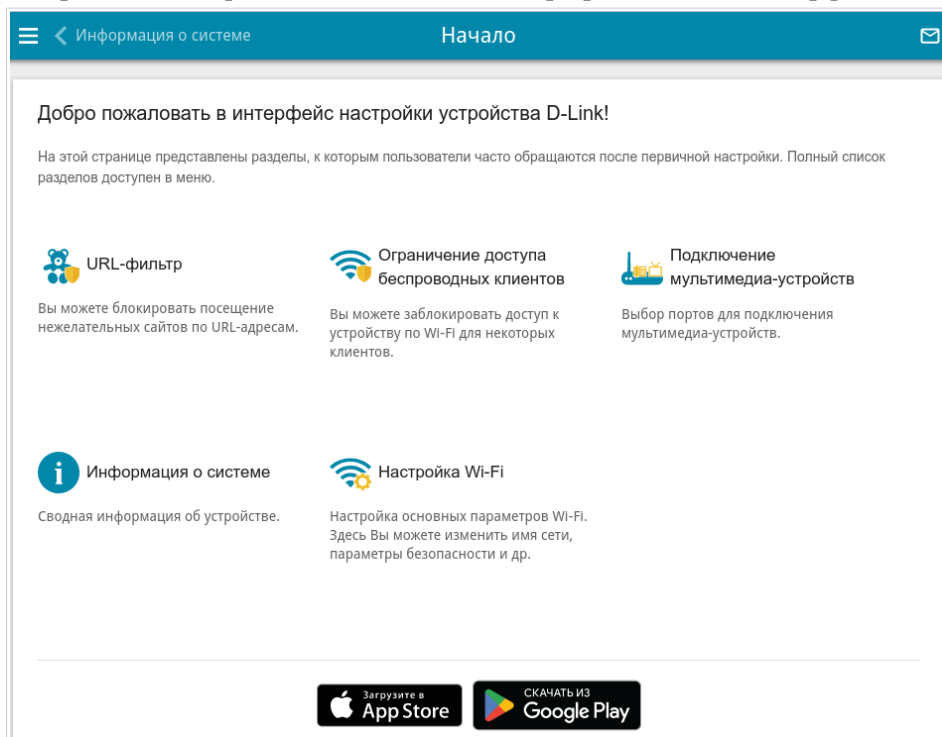 Информация о системе
Начало
Добро пожаловать в интерфейс настройки устройства D-Link!
На этой странице представлены разделы, к которым пользователи часто обращаются после первичной настройки. Полный список
разделов доступен в меню.
URL-фильтр
Вы можете блокировать посещение
нежелательных сайтов по URL-адресам.
Ограничение доступа
беспроводных клиентов
Вы можете заблокировать доступ к
устройству по Wi-Fi для некоторых
клиентов.
Подключение
мультимедиа-устройств
Выбор портов для подключения
мультимедиа-устройств.
Информация о системе
Сводная информация об устройстве.
Настройка Wi-Fi
Настройка основных параметров Wi-Fi.
Здесь Вы можете изменить имя сети,
параметры безопасности и др.
Загрузите в
App Store
СКАЧАТЬ ИЗ
Google Play